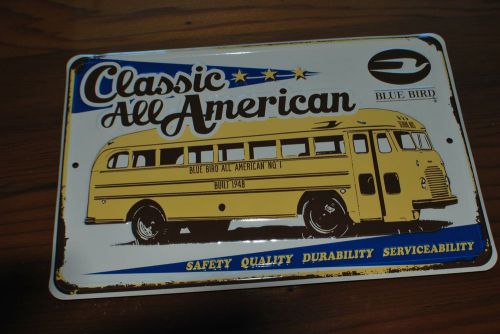 Classic
All American
BLUE BIRD
®
BLUE BIRD ALL AMERICAN NO 1
BUILT 1948
SAFETY QUALITY DURABILITY SERVICEABILITY